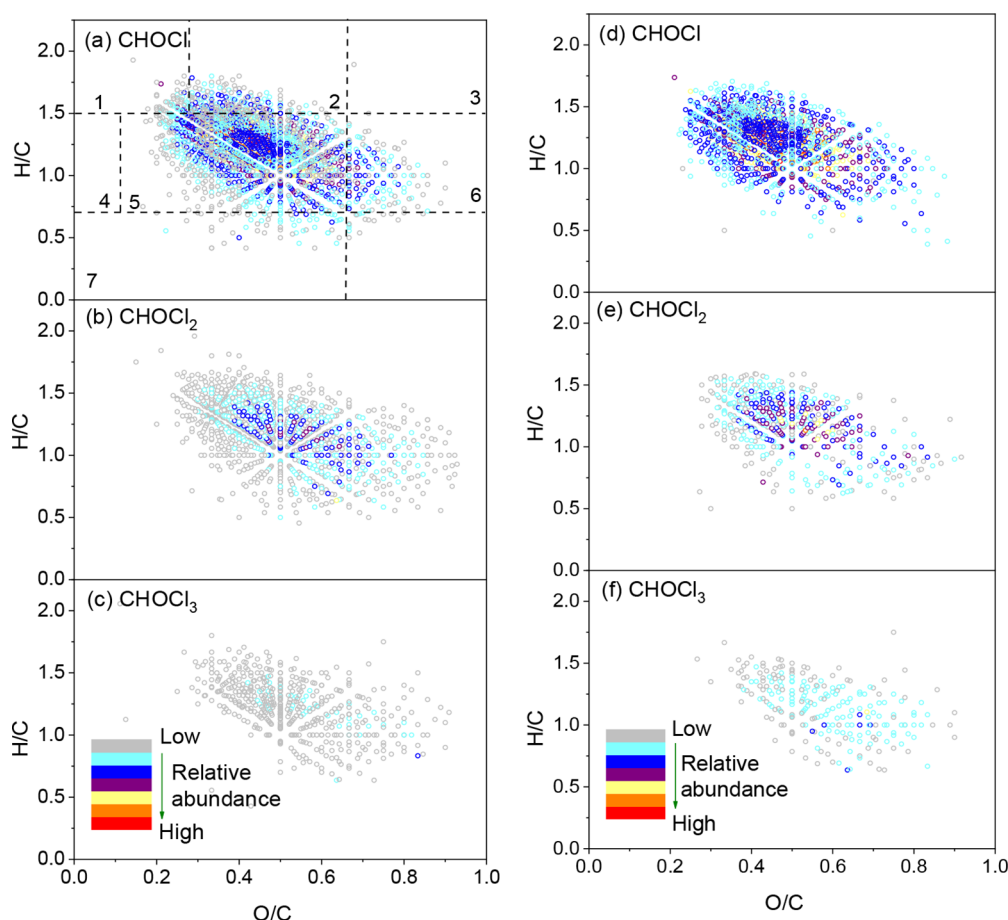 (a) CHOCl
1
2
3
4
5
6
7
H/C
2.0
1.5
1.0
0.5
0.0
(b) CHOCl₂
H/C
2.0
1.5
1.0
0.5
0.0
(c) CHOCl₃
H/C
2.0
1.5
1.0
0.5
0.0
Low
Relative
abundance
High
0.0 0.2 0.4 0.6 0.8 1.0
O/C
(d) CHOCl
H/C
2.0
1.5
1.0
0.5
0.0
(e) CHOCl₂
H/C
2.0
1.5
1.0
0.5
0.0
(f) CHOCl₃
H/C
2.0
1.5
1.0
0.5
0.0
Low
Relative
abundance
High
0.0 0.2 0.4 0.6 0.8 1.0
O/C